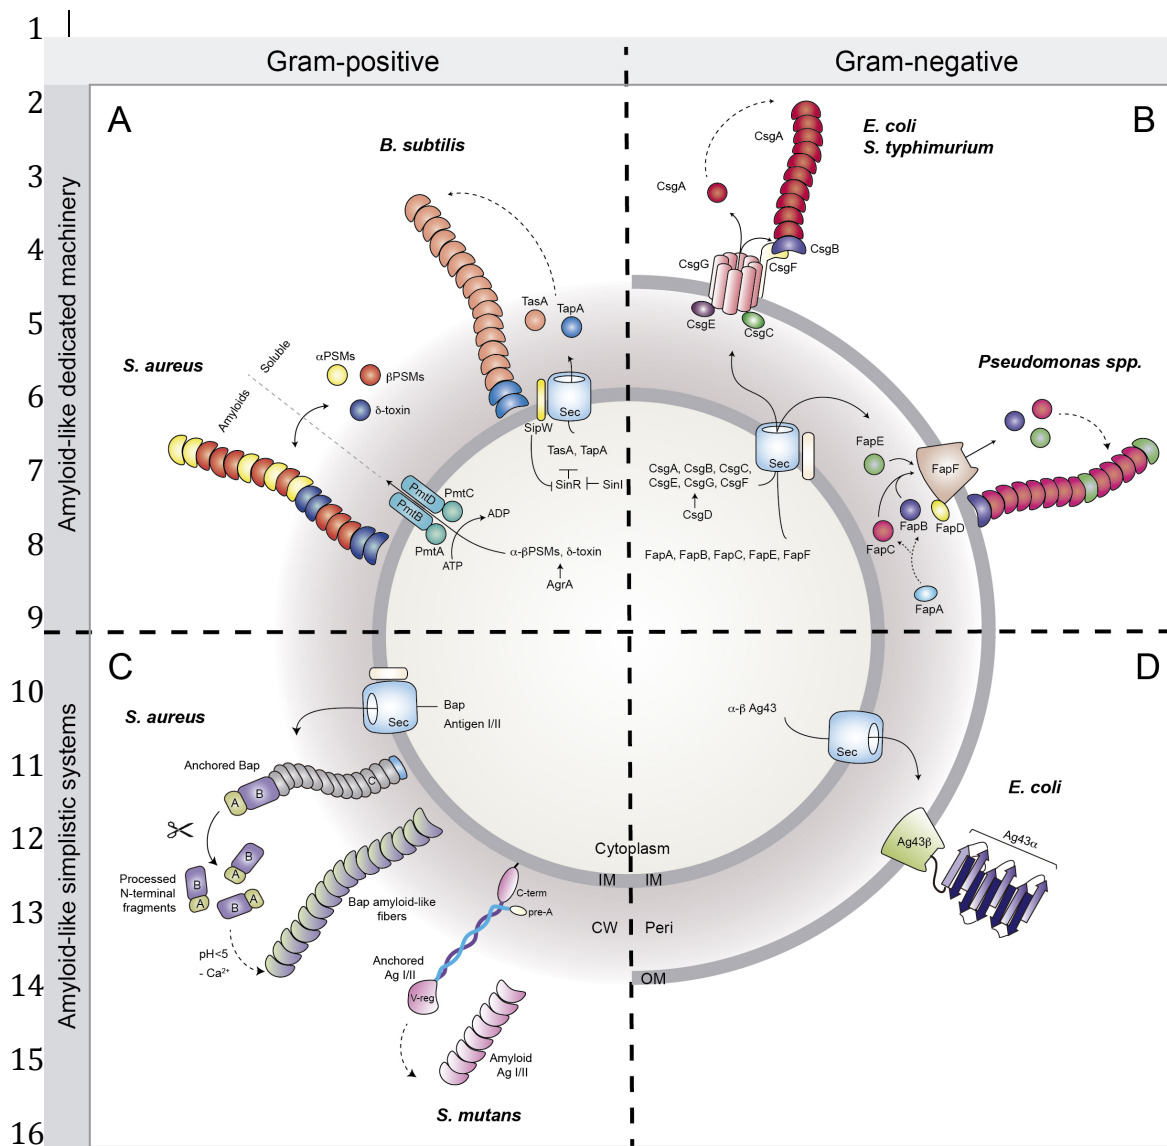 1
Gram-positive
Gram-negative
2
3
4
5
6
7
8
9
10
11
12
13
14
15
16
Amyloid-like dedicated machinery
Amyloid-like simplistic systems
A
B. subtilis
TasA
TapA
S. aureus
Soluble
Amyloids
αPSMs
βPSMs
δ-toxin
SipW
Sec
TasA, TapA
SinR
SinI
PmtD
PmtC
PmtB
PmtA
ADP
ATP
α-βPSMs, δ-toxin
AgrA
B
E. coli
S. typhimurium
CsgA
CsgA
CsgB
CsgG
CsgF
CsgE
CsgC
Pseudomonas spp.
Sec
CsgA, CsgB, CsgC,
CsgE, CsgG, CsgF
CsgD
FapE
FapF
FapB
FapD
FapC
FapA, FapB, FapC, FapE, FapF
FapA
C
S. aureus
Sec
Bap
Antigen I/II
Anchored Bap
A
B
C
B
A
B
A
B
A
Processed
N-terminal
fragments
pH<5
- Ca²⁺
Bap amyloid-like
fibers
C-term
pre-A
Anchored
Ag I/II
V-reg
Amyloid
Ag I/II
S. mutans
D
α-β Ag43
Sec
E. coli
Ag43β
Ag43α
Cytoplasm
IM
IM
CW
Peri
OM